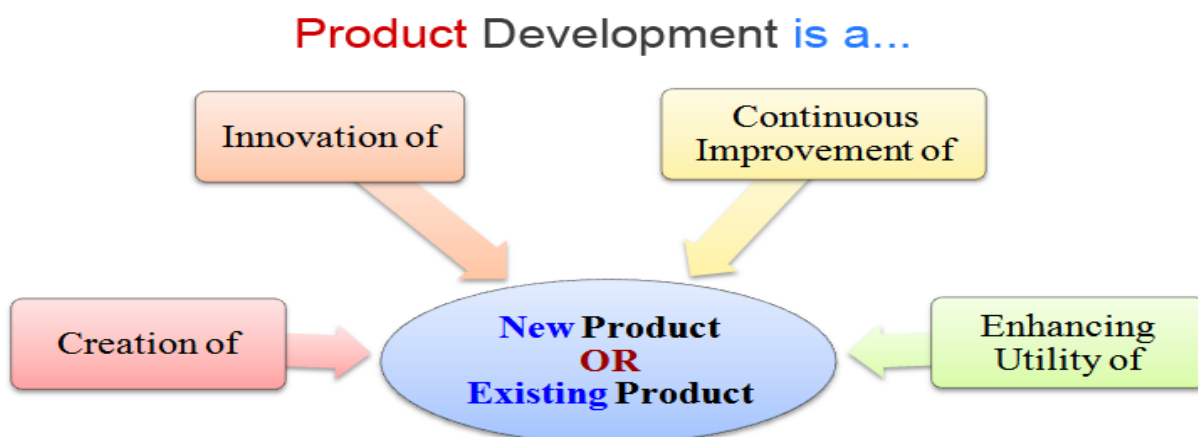 Product Development is a...
Innovation of
Continuous
Improvement of
Creation of
New Product
OR
Existing Product
Enhancing
Utility of